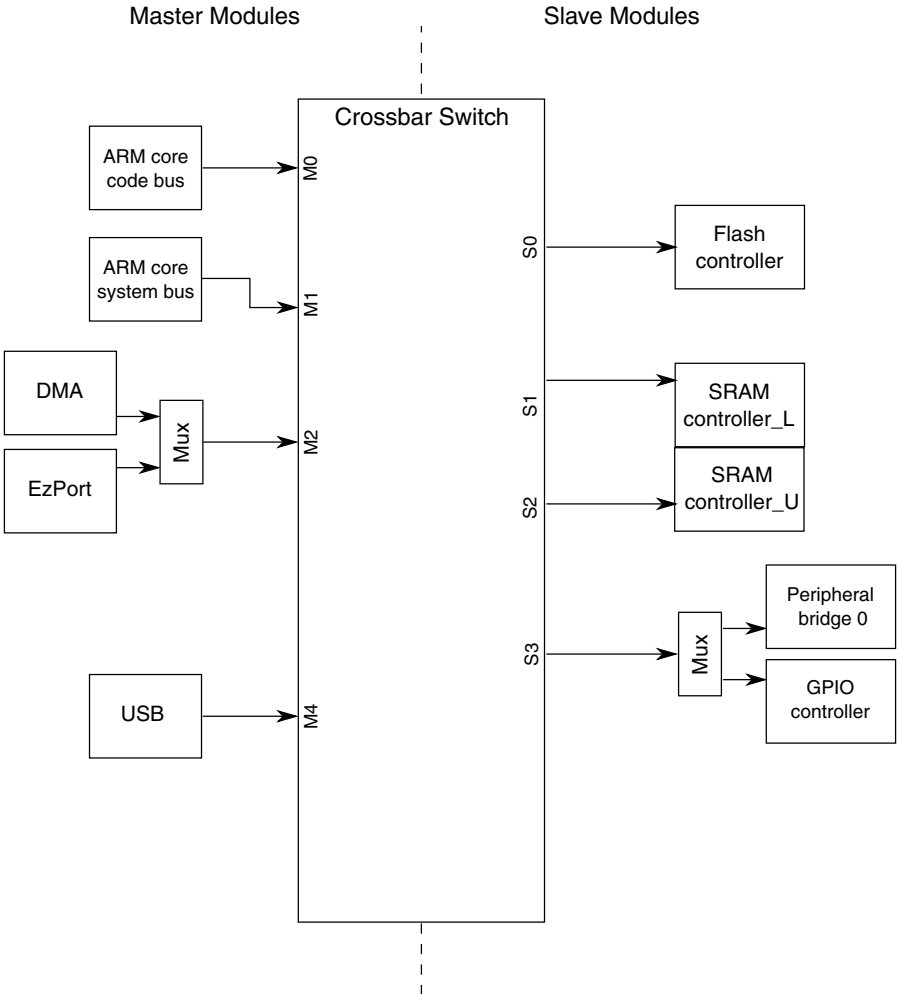 Master Modules
Slave Modules
Crossbar Switch
ARM core
code bus
M0
ARM core
system bus
M1
DMA
EzPort
Mux
M2
USB
M4
S0
Flash
controller
S1
SRAM
controller_L
S2
SRAM
controller_U
S3
Mux
Peripheral
bridge 0
GPIO
controller